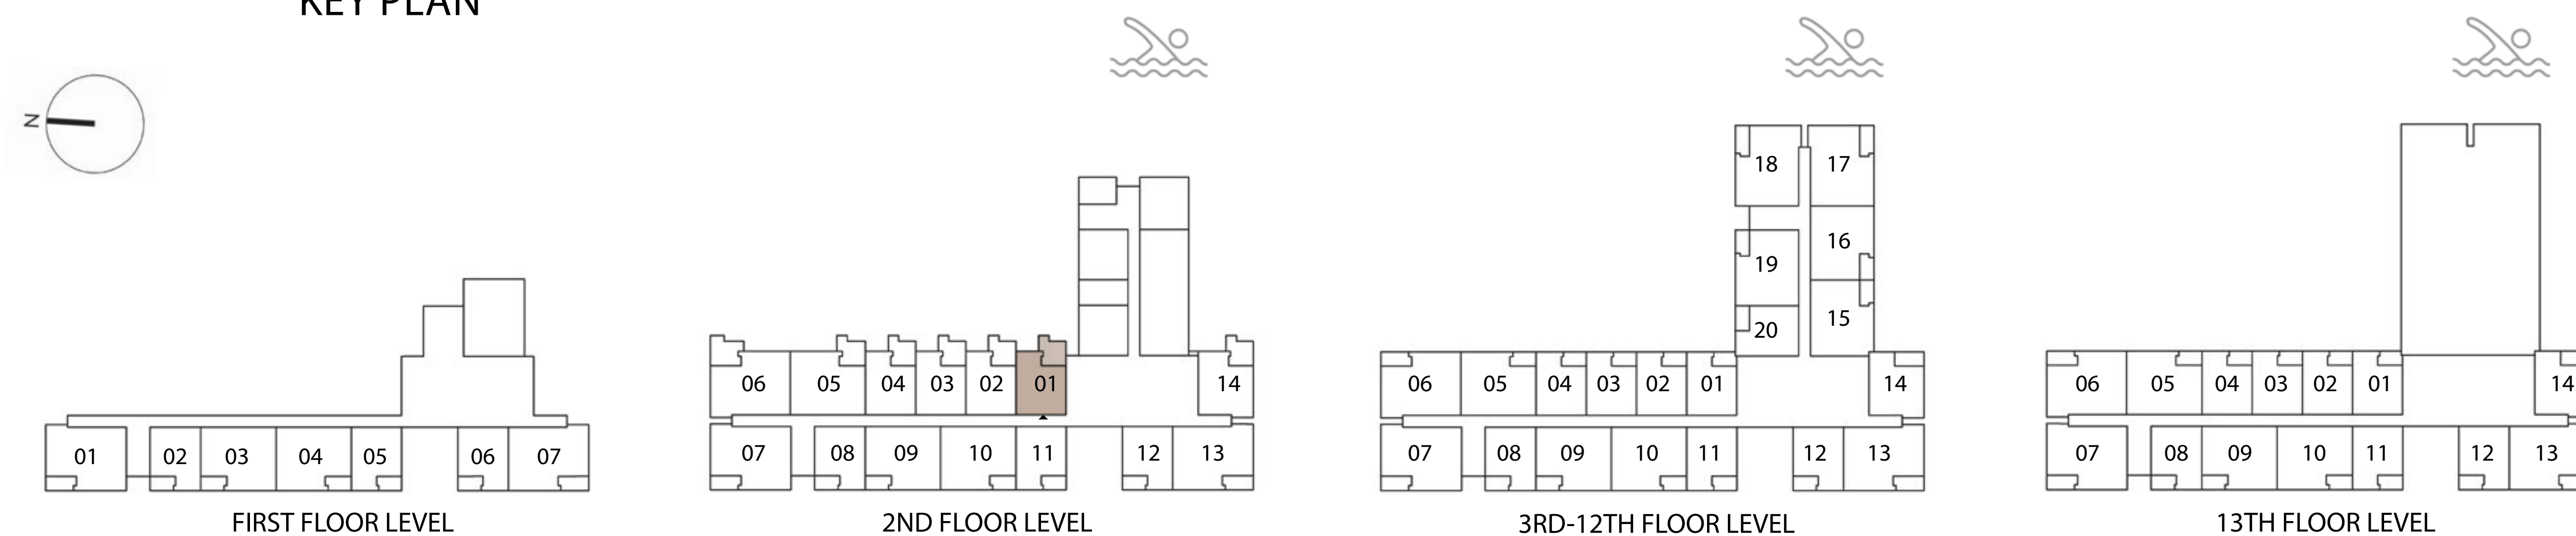 KEY PLAN
N
18 17
16
19
15
20
06 05 04 03 02 01 14
06 05 04 03 02 01 14
06 05 04 03 02 01 14
01 02 03 04 05 06 07
07 08 09 10 11 12 13
07 08 09 10 11 12 13
07 08 09 10 11 12 13
FIRST FLOOR LEVEL
2ND FLOOR LEVEL
3RD-12TH FLOOR LEVEL
13TH FLOOR LEVEL